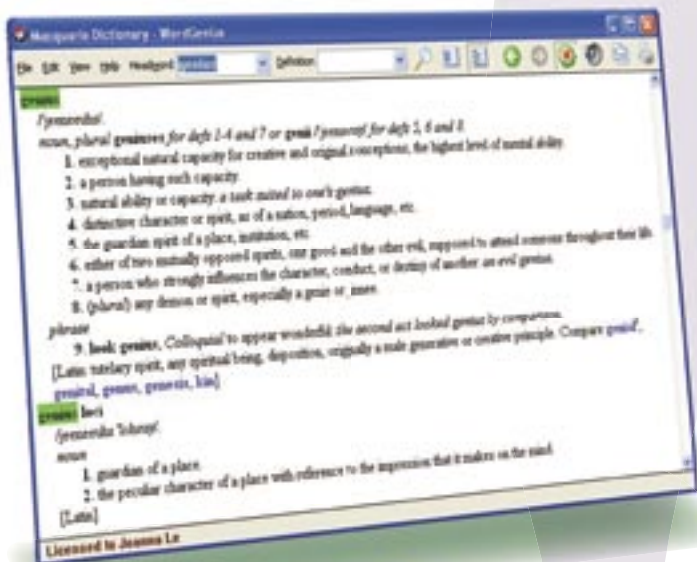 Macquarie Dictionary - WordGenius
File Edit View Help Headword genius Definition
genius
noun, plural geniuses for defs 1-4 and 7 or genii for defs 5, 6 and 8.
1. exceptional natural capacity for creative and original conceptions, the highest level of mental ability.
2. a person having such capacity.
3. natural ability or capacity: a task suited to one's genius.
4. distinctive character or spirit, as of a nation, period, language, etc.
5. the guardian spirit of a place, institution, etc.
6. either of two mutually opposed spirits, one good and the other evil, supposed to attend someone throughout their life.
7. a person who strongly influences the character, conduct, or destiny of another: an evil genius.
8. (plural) any demon or spirit, especially a genie or jinnee.
phrase
9. look genius, Colloquial to appear wonderful: the second act looked genius by comparison.
[Latin: tutelary spirit, any spiritual being, disposition, originally a male generative or creative principle. Compare genial,
genital, genus, genesis, kin]
genius loci
noun
1. guardian of a place.
2. the peculiar character of a place with reference to the impression that it makes on the mind.
[Latin]
Licensed to Joanna Le